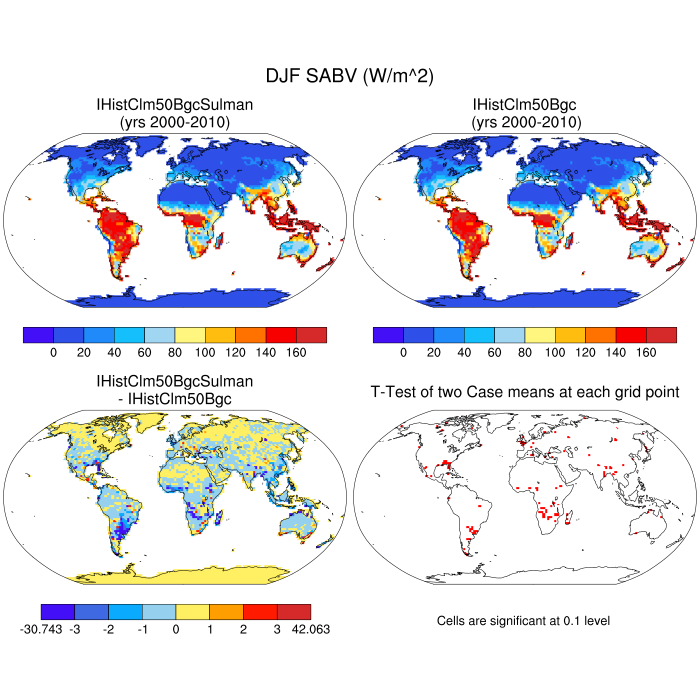 DJF SABV (W/m^2)
IHistClm50BgcSulman
(yrs 2000-2010)
IHistClm50Bgc
(yrs 2000-2010)
0 20 40 60 80 100 120 140 160
0 20 40 60 80 100 120 140 160
IHistClm50BgcSulman
- IHistClm50Bgc
T-Test of two Case means at each grid point
-30.743 -3 -2 -1 0 1 2 3 42.063
Cells are significant at 0.1 level